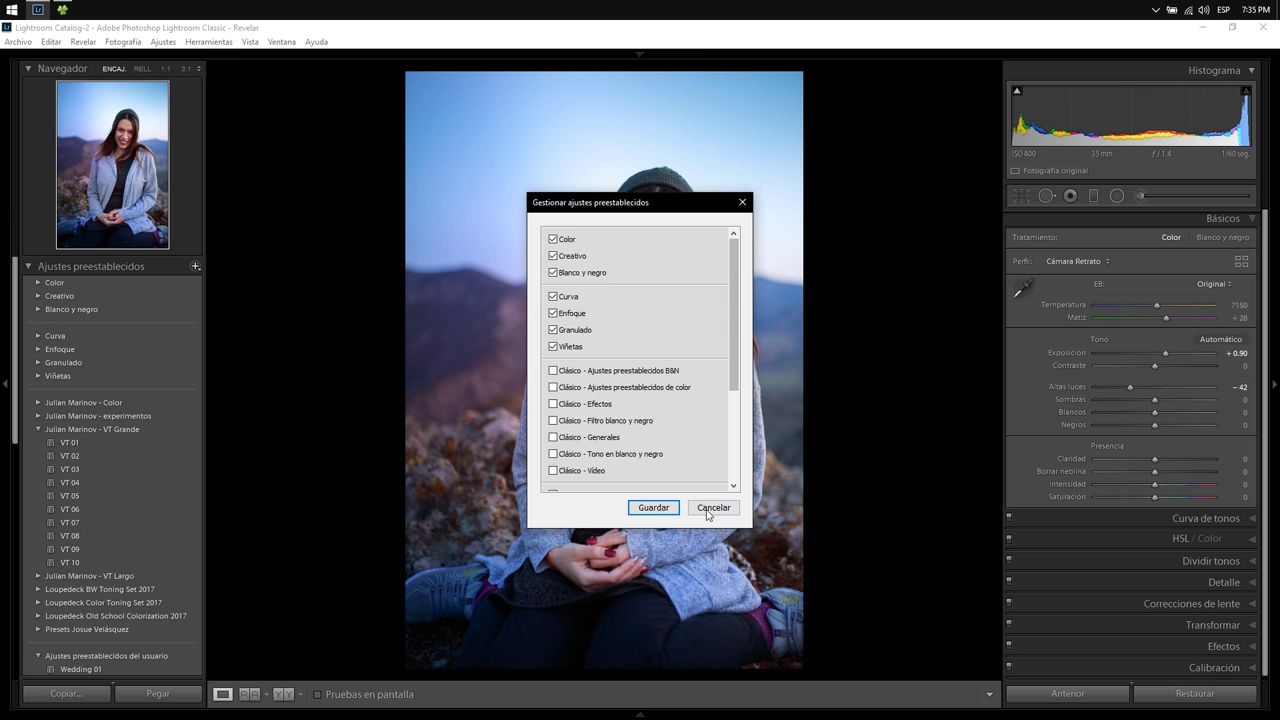 ESP
7:35 PM
Lightroom Catalog-2 - Adobe Photoshop Lightroom Classic - Revelar
Archivo Editar Revelar Fotografía Ajustes Herramientas Vista Ventana Ayuda
Navegador ENCAJ. RELL. 1:1 3:1
Ajustes preestablecidos
Color
Creativo
Blanco y negro
Curva
Enfoque
Granulado
Viñetas
Julian Marinov - Color
Julian Marinov - experimentos
Julian Marinov - VT Grande
VT 01
VT 02
VT 03
VT 04
VT 05
VT 06
VT 07
VT 08
VT 09
VT 10
Julian Marinov - VT Largo
Loupedeck BW Toning Set 2017
Loupedeck Color Toning Set 2017
Loupedeck Old School Colorization 2017
Presets Josue Velásquez
Ajustes preestablecidos del usuario
Wedding 01
Copiar... Pegar
Gestionar ajustes preestablecidos
Color
Creativo
Blanco y negro
Curva
Enfoque
Granulado
Viñetas
Clásico - Ajustes preestablecidos B&N
Clásico - Ajustes preestablecidos de color
Clásico - Efectos
Clásico - Filtro blanco y negro
Clásico - Generales
Clásico - Tono en blanco y negro
Clásico - Vídeo
Guardar Cancelar
Pruebas en pantalla
Histograma
ISO 400 35 mm ƒ / 1.4 1/60 seg.
Fotografía original
Básicos
Tratamiento: Color Blanco y negro
Perfil: Cámara Retrato
EB: Original
Temperatura 7150
Matiz + 28
Tono Automático
Exposición + 0.90
Contraste 0
Altas luces – 42
Sombras 0
Blancos 0
Negros 0
Presencia
Claridad 0
Borrar neblina 0
Intensidad 0
Saturación 0
Curva de tonos
HSL / Color
Dividir tonos
Detalle
Correcciones de lente
Transformar
Efectos
Calibración
Anterior Restaurar